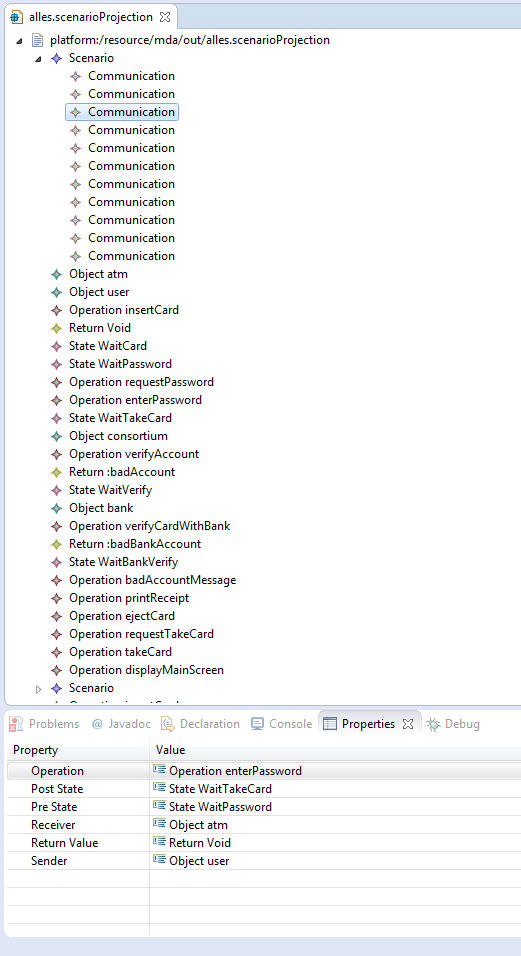 alles.scenarioProjection
platform:/resource/mda/out/alles.scenarioProjection
Scenario
Communication
Communication
Communication
Communication
Communication
Communication
Communication
Communication
Communication
Communication
Communication
Object atm
Object user
Operation insertCard
Return Void
State WaitCard
State WaitPassword
Operation requestPassword
Operation enterPassword
State WaitTakeCard
Object consortium
Operation verifyAccount
Return :badAccount
State WaitVerify
Object bank
Operation verifyCardWithBank
Return :badBankAccount
State WaitBankVerify
Operation badAccountMessage
Operation printReceipt
Operation ejectCard
Operation requestTakeCard
Operation takeCard
Operation displayMainScreen
Scenario
Problems @ Javadoc Declaration Console Properties Debug
Property Value
Operation Operation enterPassword
Post State State WaitTakeCard
Pre State State WaitPassword
Receiver Object atm
Return Value Return Void
Sender Object user